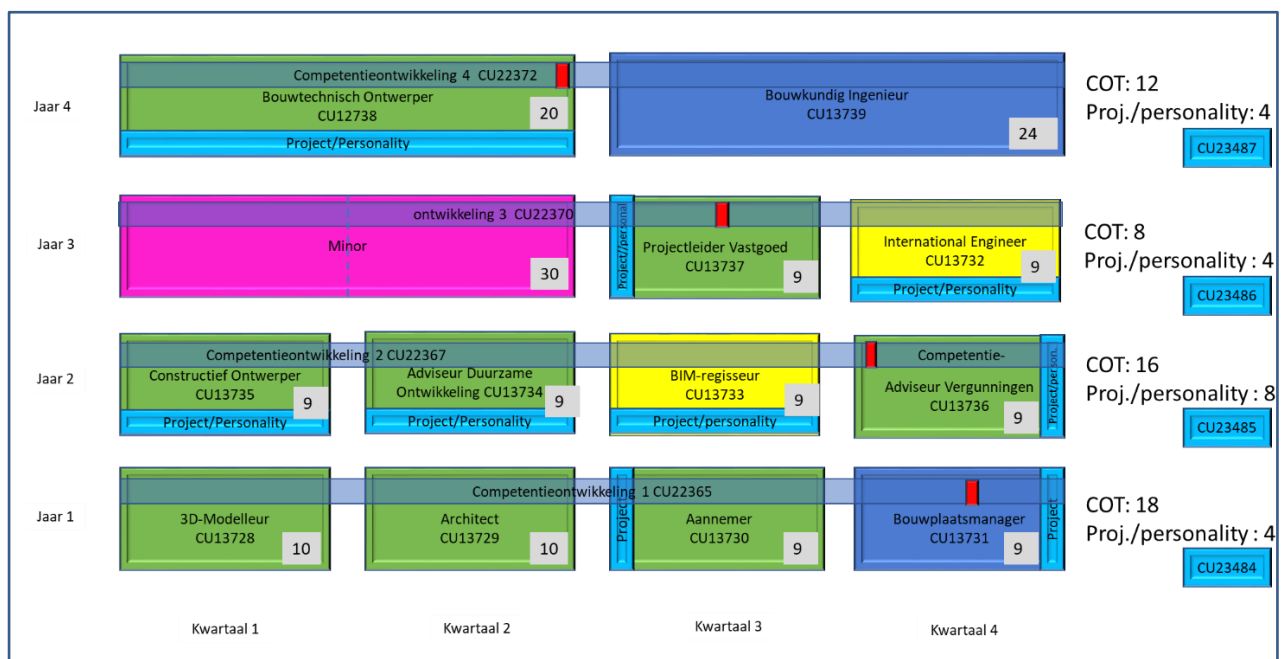 Competentieontwikkeling 4 CU22372
Jaar 4
Bouwtechnisch Ontwerper
CU12738
20
Project/Personality
Bouwkundig Ingenieur
CU13739
24
COT: 12
Proj./personality: 4
CU23487
ontwikkeling 3 CU22370
Jaar 3
Minor
30
Project//personal
Projectleider Vastgoed
CU13737
9
International Engineer
CU13732
9
Project/Personality
COT: 8
Proj./personality : 4
CU23486
Competentieontwikkeling 2 CU22367
Competentie-
Jaar 2
Constructief Ontwerper
CU13735
9
Project/Personality
Adviseur Duurzame
Ontwikkeling CU13734
9
Project/Personality
BIM-regisseur
CU13733
9
Project/personality
Adviseur Vergunningen
CU13736
9
Project/person.
COT: 16
Proj./personality : 8
CU23485
Competentieontwikkeling 1 CU22365
Jaar 1
3D-Modelleur
CU13728
10
Architect
CU13729
10
Project
Aannemer
CU13730
9
Bouwplaatsmanager
CU13731
9
Project
COT: 18
Proj./personality : 4
CU23484
Kwartaal 1
Kwartaal 2
Kwartaal 3
Kwartaal 4